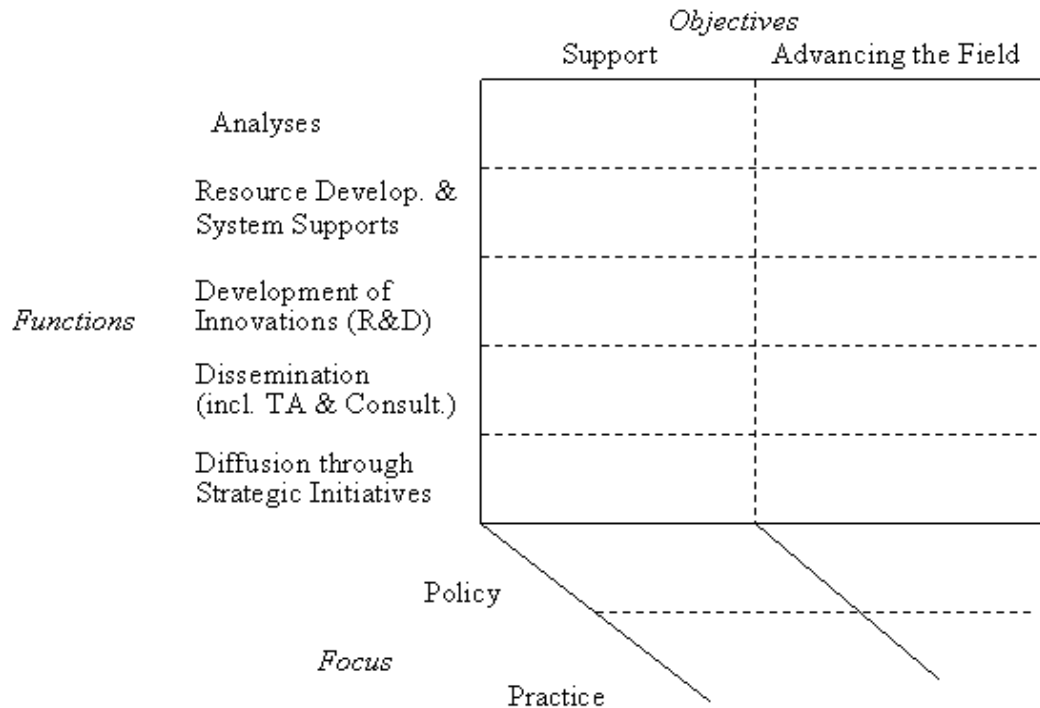 Objectives
Support Advancing the Field
Analyses
Resource Develop. &
System Supports
Development of
Innovations (R&D)
Functions
Dissemination
(incl. TA & Consult.)
Diffusion through
Strategic Initiatives
Policy
Focus
Practice